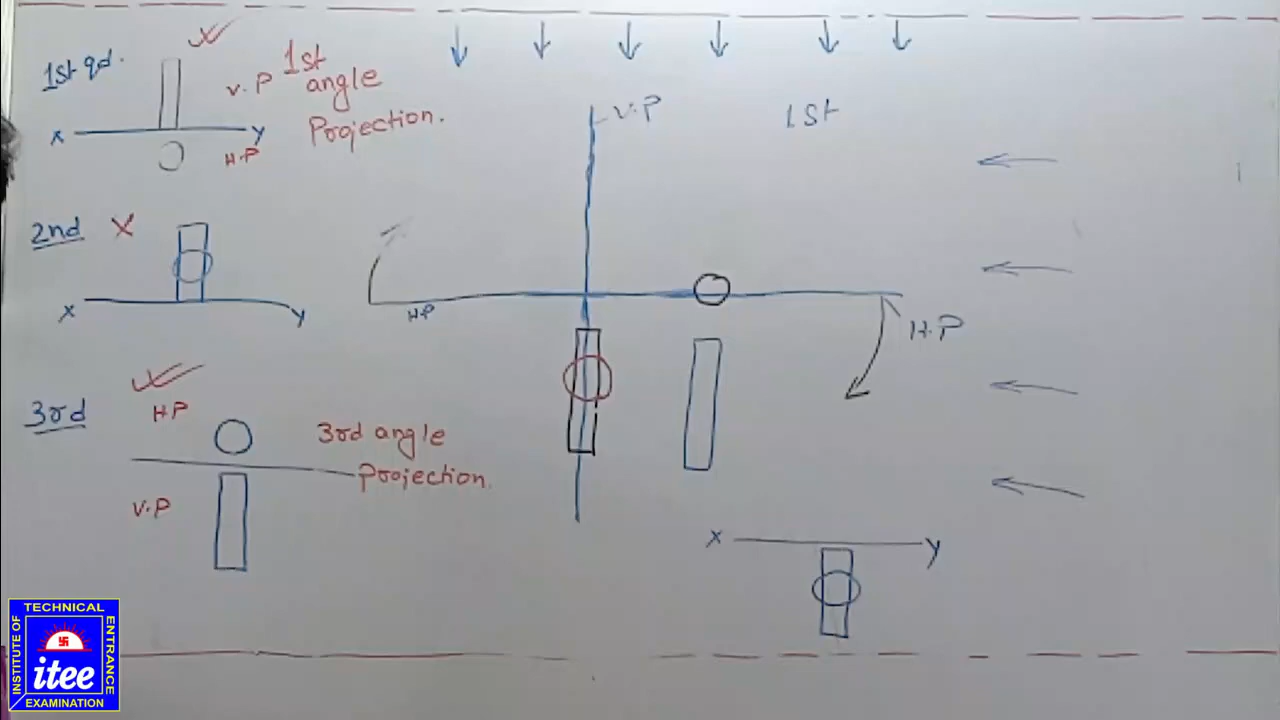 1st qd.
V.P
1st
angle
Projection.
x
y
H.P
2nd X
x
y
3rd
HP
3rd angle
projection.
V.P
V.P
1st
H.P
H.P
x
y
INSTITUTE OF
TECHNICAL
ENTRANCE
EXAMINATION
itee